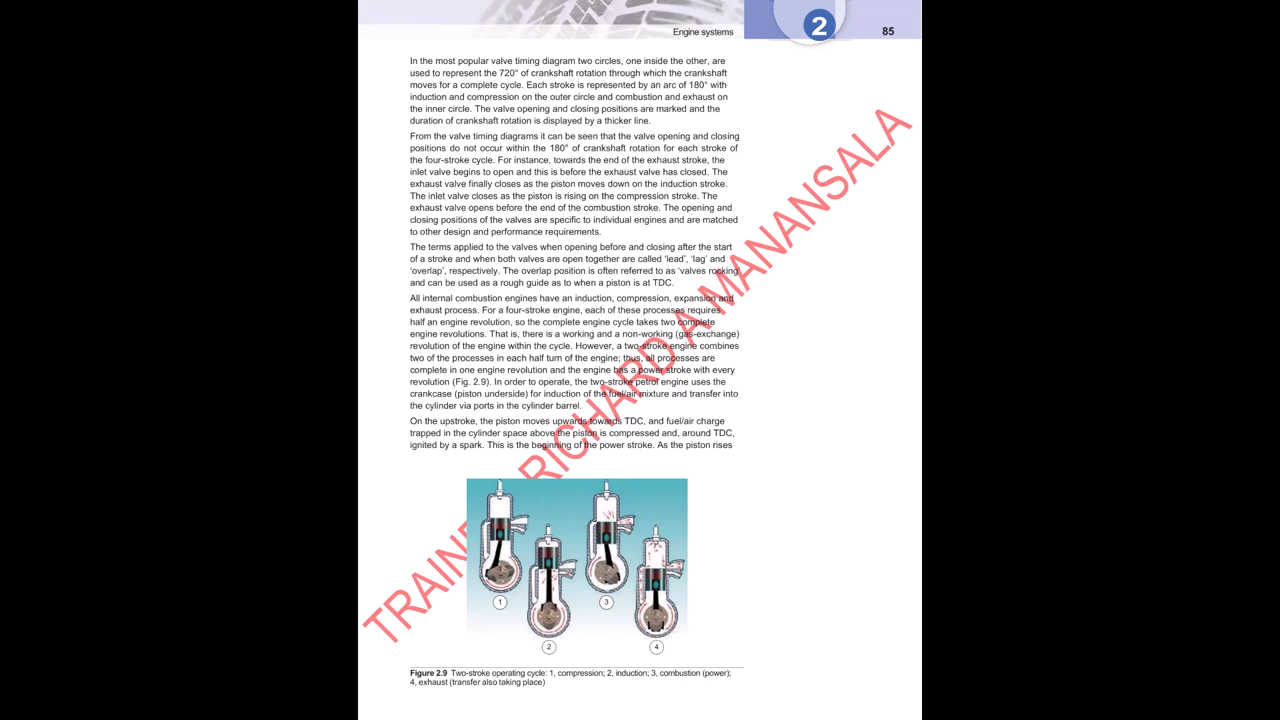 Engine systems
2
85
In the most popular valve timing diagram two circles, one inside the other, are
used to represent the 720° of crankshaft rotation through which the crankshaft
moves for a complete cycle. Each stroke is represented by an arc of 180° with
induction and compression on the outer circle and combustion and exhaust on
the inner circle. The valve opening and closing positions are marked and the
duration of crankshaft rotation is displayed by a thicker line.
From the valve timing diagrams it can be seen that the valve opening and closing
positions do not occur within the 180° of crankshaft rotation for each stroke of
the four-stroke cycle. For instance, towards the end of the exhaust stroke, the
inlet valve begins to open and this is before the exhaust valve has closed. The
exhaust valve finally closes as the piston moves down on the induction stroke.
The inlet valve closes as the piston is rising on the compression stroke. The
exhaust valve opens before the end of the combustion stroke. The opening and
closing positions of the valves are specific to individual engines and are matched
to other design and performance requirements.
The terms applied to the valves when opening before and closing after the start
of a stroke and when both valves are open together are called ‘lead’, ‘lag’ and
‘overlap’, respectively. The overlap position is often referred to as ‘valves rocking’
and can be used as a rough guide as to when a piston is at TDC.
All internal combustion engines have an induction, compression, expansion and
exhaust process. For a four-stroke engine, each of these processes requires
half an engine revolution, so the complete engine cycle takes two complete
engine revolutions. That is, there is a working and a non-working (gas-exchange)
revolution of the engine within the cycle. However, a two-stroke engine combines
two of the processes in each half turn of the engine; thus, all processes are
complete in one engine revolution and the engine has a power stroke with every
revolution (Fig. 2.9). In order to operate, the two-stroke petrol engine uses the
crankcase (piston underside) for induction of the fuel/air mixture and transfer into
the cylinder via ports in the cylinder barrel.
On the upstroke, the piston moves upwards towards TDC, and fuel/air charge
trapped in the cylinder space above the piston is compressed and, around TDC,
ignited by a spark. This is the beginning of the power stroke. As the piston rises
1
3
2
4
Figure 2.9 Two-stroke operating cycle: 1, compression; 2, induction; 3, combustion (power);
4, exhaust (transfer also taking place)
RICHARD A MANANSALA